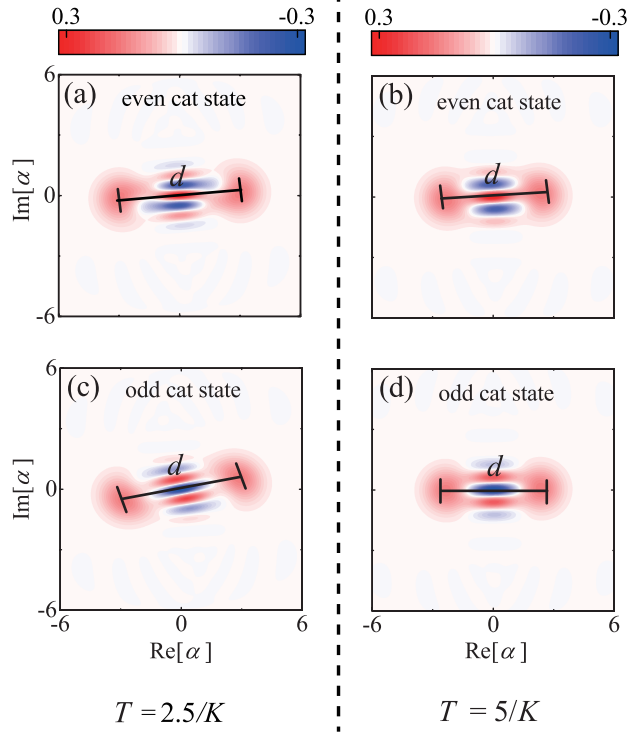 0.3 -0.3 0.3 -0.3
6
(a) even cat state
d
Im[α]
0
-6
(b) even cat state
d
6
(c) odd cat state
d
Im[α]
0
-6
-6 0 6
Re[α]
(d) odd cat state
d
-6 0 6
Re[α]
T = 2.5/K T = 5/K